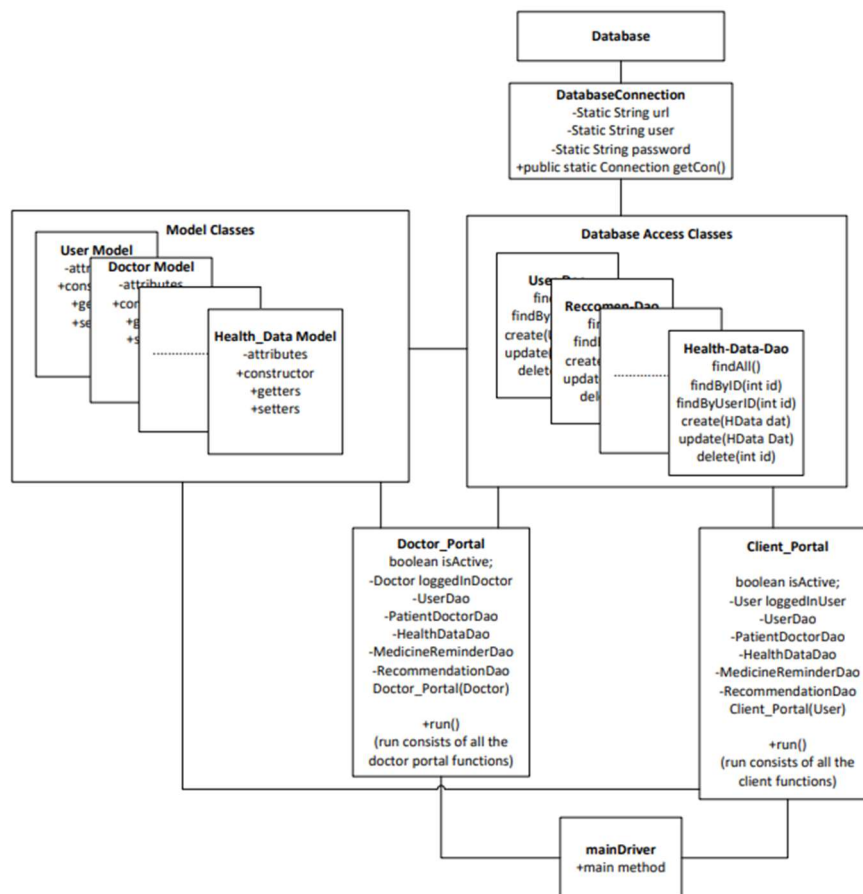 Database
DatabaseConnection
-Static String url
-Static String user
-Static String password
+public static Connection getCon()
Model Classes
User Model
Doctor Model
-attributes
Health_Data Model
-attributes
+constructor
+getters
+setters
Database Access Classes
Reccomen-Dao
Health-Data-Dao
findAll()
findByID(int id)
findByUserID(int id)
create(HData dat)
update(HData Dat)
delete(int id)
Doctor_Portal
boolean isActive;
-Doctor loggedInDoctor
-UserDao
-PatientDoctorDao
-HealthDataDao
-MedicineReminderDao
-RecommendationDao
Doctor_Portal(Doctor)
+run()
(run consists of all the
doctor portal functions)
Client_Portal
boolean isActive;
-User loggedInUser
-UserDao
-PatientDoctorDao
-HealthDataDao
-MedicineReminderDao
-RecommendationDao
Client_Portal(User)
+run()
(run consists of all the
client functions)
mainDriver
+main method